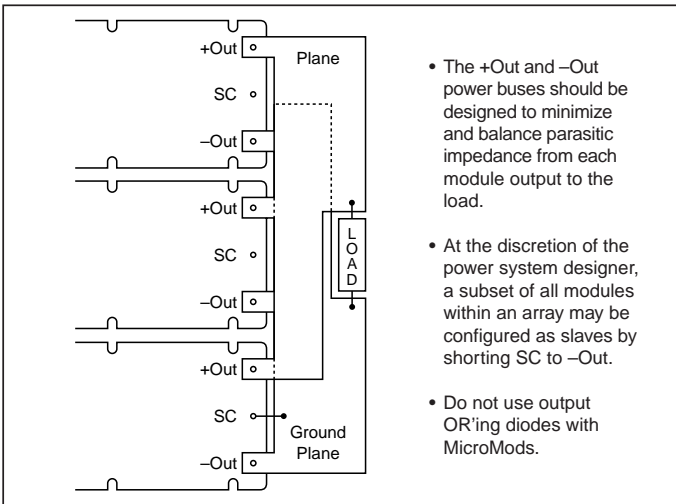 +Out
Plane
SC
–Out
+Out
SC
–Out
LOAD
+Out
SC
Ground
Plane
–Out
• The +Out and –Out
power buses should be
designed to minimize
and balance parasitic
impedance from each
module output to the
load.
• At the discretion of the
power system designer,
a subset of all modules
within an array may be
configured as slaves by
shorting SC to –Out.
• Do not use output
OR'ing diodes with
MicroMods.